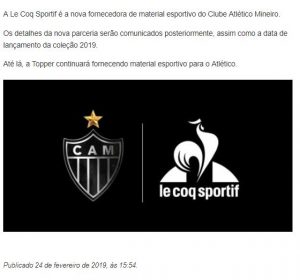 A Le Coq Sportif é a nova fornecedora de material esportivo do Clube Atlético Mineiro.
Os detalhes da nova parceria serão comunicados posteriormente, assim como a data de
lançamento da coleção 2019.
Até lá, a Topper continuará fornecendo material esportivo para o Atlético.
CAM
le coq sportif
Publicado 24 de fevereiro de 2019, às 15:54.